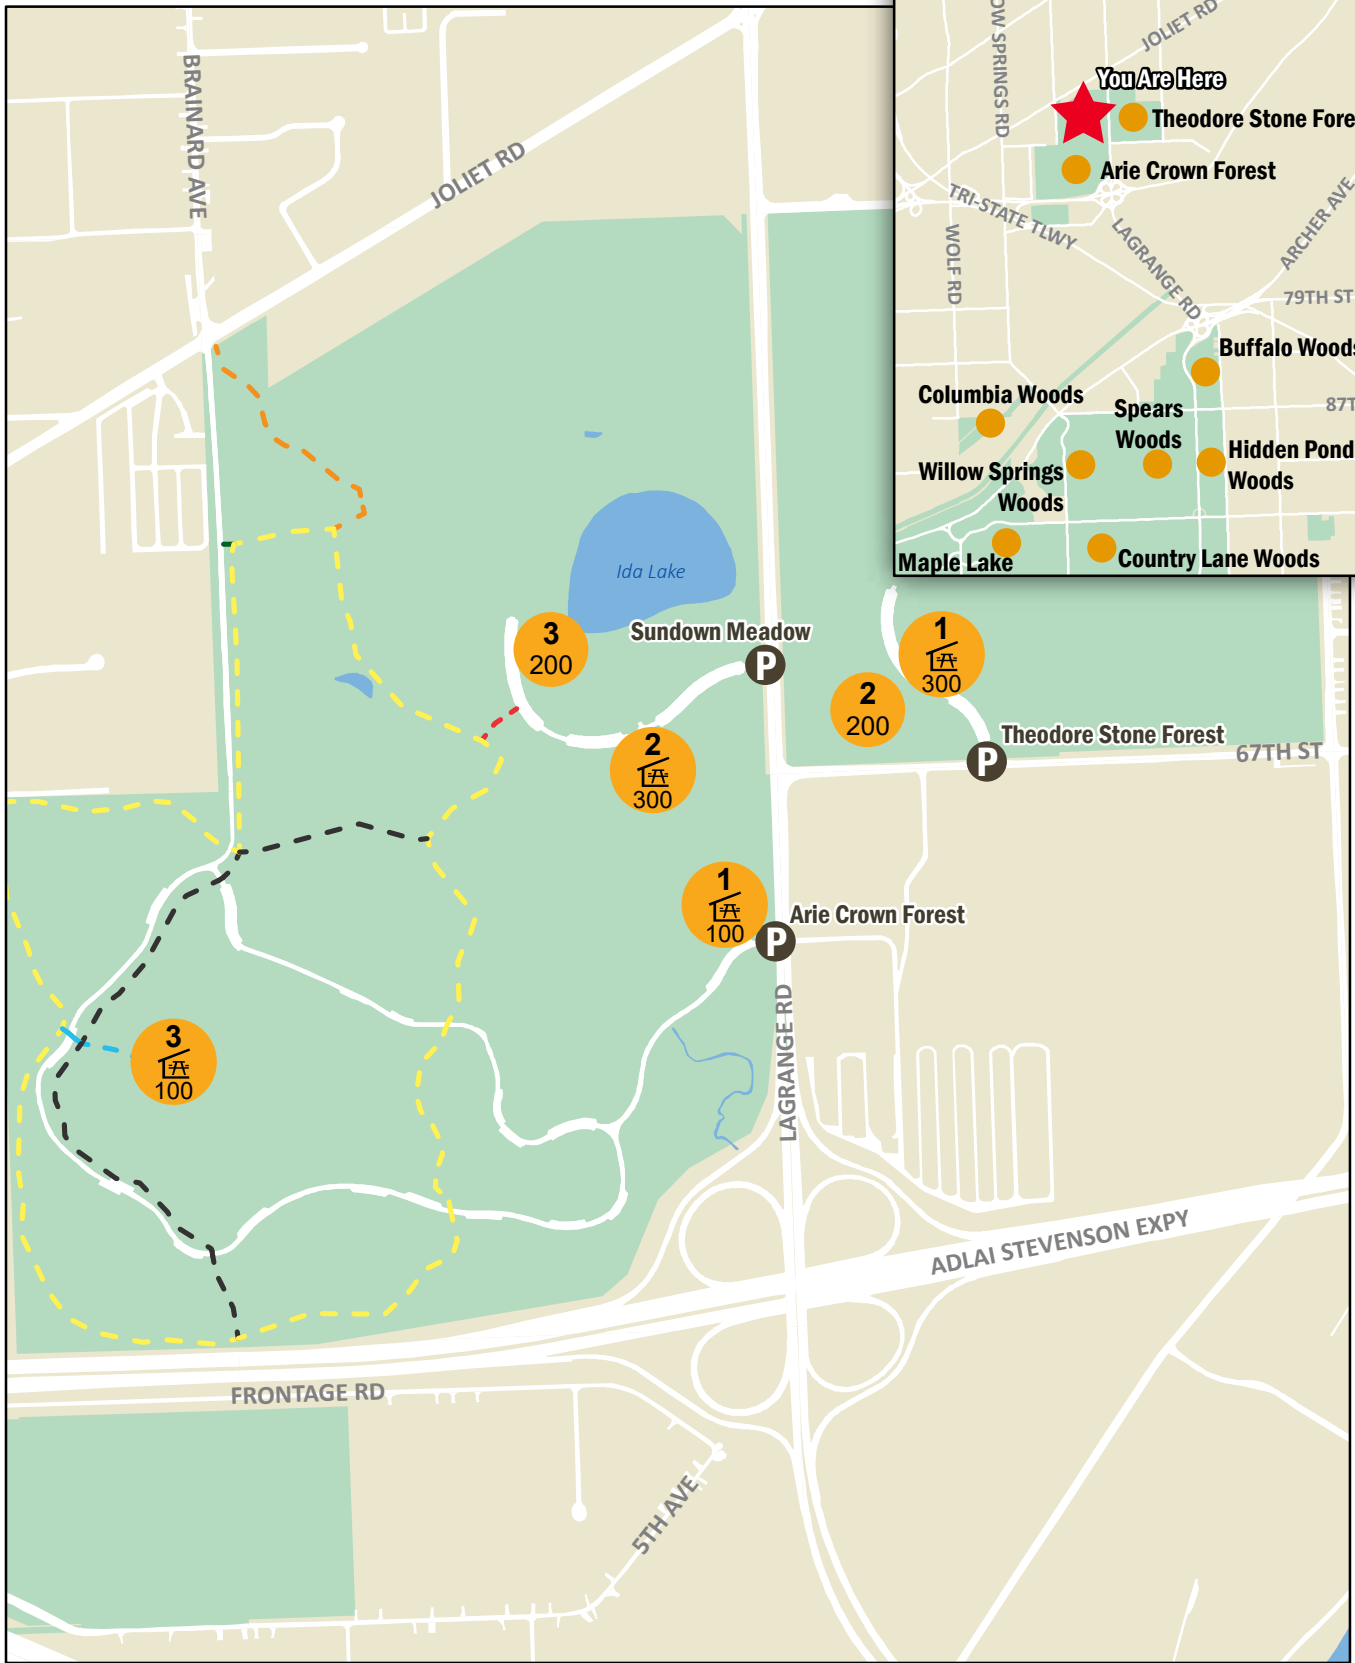 BRAINARD AVE
JOLIET RD
Ida Lake
3
200
Sundown Meadow
P
2
300
1
300
2
200
Theodore Stone Forest
P
67TH ST
1
100
Arie Crown Forest
P
LAGRANGE RD
3
100
ADLAI STEVENSON EXPY
FRONTAGE RD
5TH AVE
OW SPRINGS RD
JOLIET RD
You Are Here
Theodore Stone Fore
Arie Crown Forest
TRI-STATE TLWY
WOLF RD
LAGRANGE RD
ARCHER AVE
79TH ST
Buffalo Woods
Columbia Woods
87T
Spears
Woods
Willow Springs
Woods
Hidden Pond
Woods
Maple Lake
Country Lane Woods